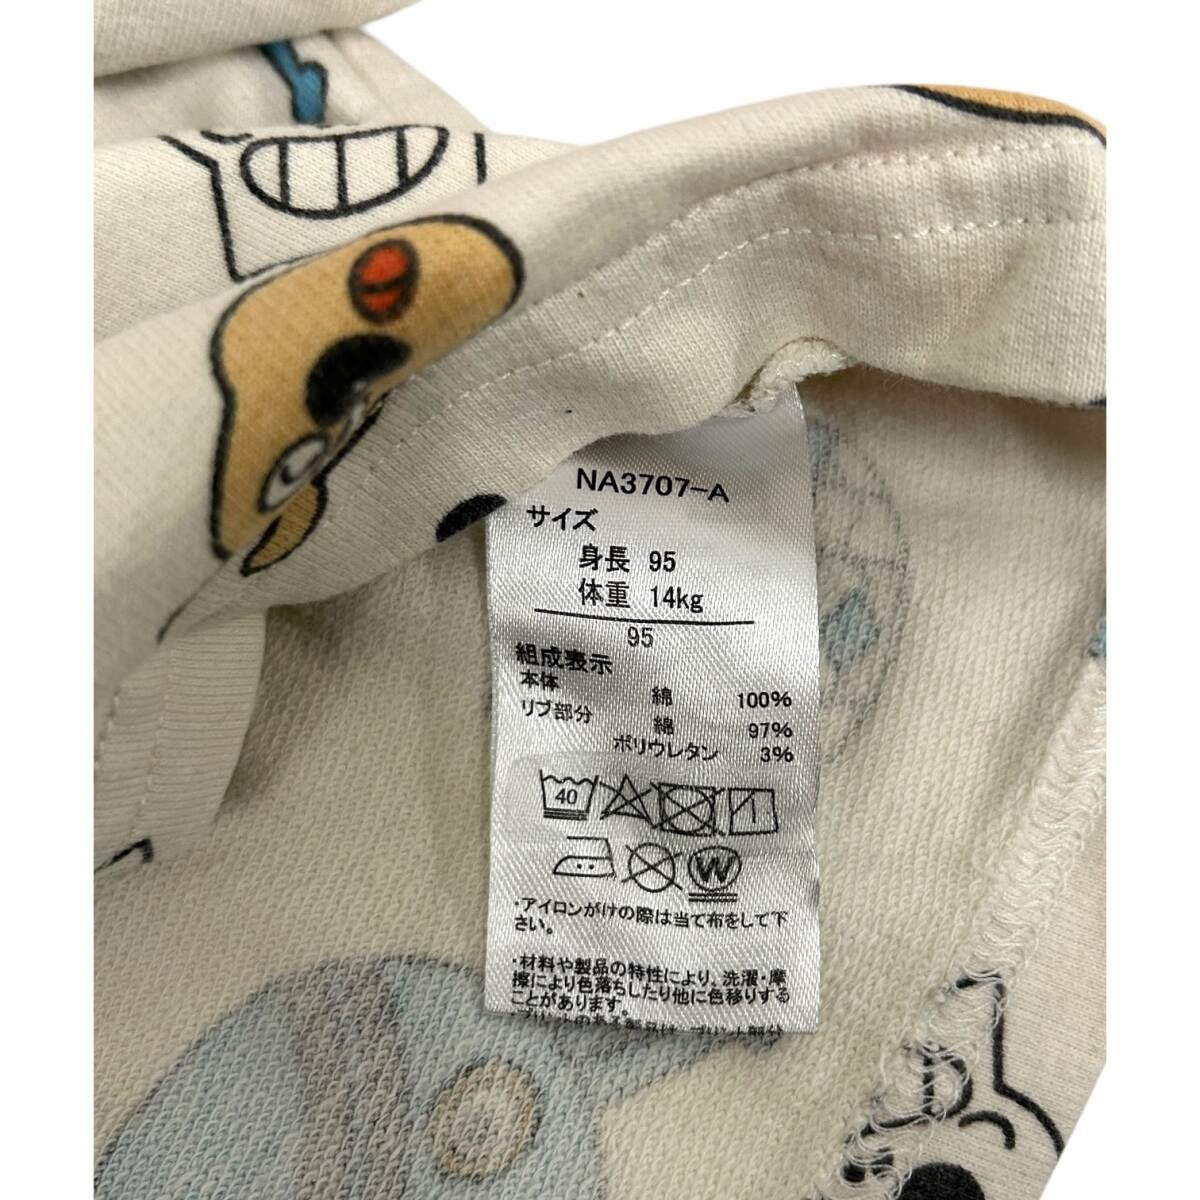 NA3707-A
サイズ
身長 95
体重 14kg
95
組成表示
本体 綿 100%
リブ部分 綿 97%
ポリウレタン 3%
40
W
・アイロンがけの際は当て布をして下
さい。
・材料や製品の特性により、洗濯・摩
擦により色落ちしたり他に色移りする
ことがあります。